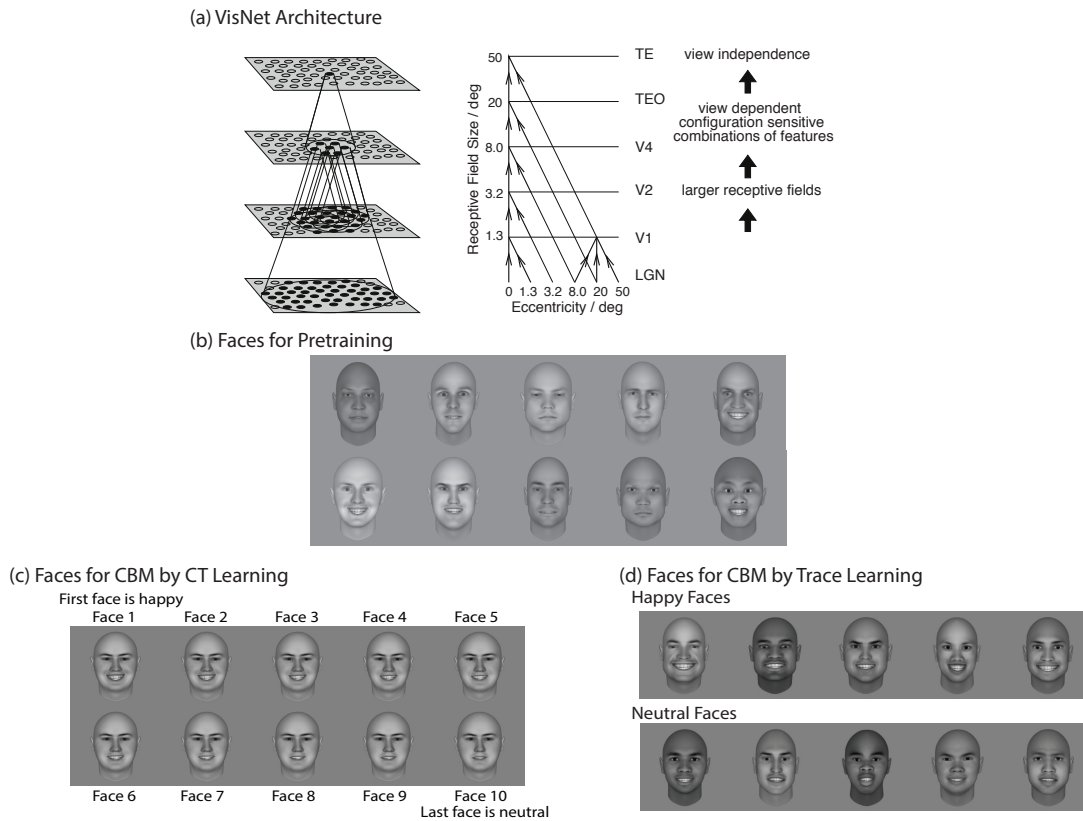 (a) VisNet Architecture
Receptive Field Size / deg
50
20
8.0
3.2
1.3
TE
TEO
V4
V2
V1
LGN
0 1.3 3.2 8.0 20 50
Eccentricity / deg
view independence
view dependent
configuration sensitive
combinations of features
larger receptive fields
(b) Faces for Pretraining
(c) Faces for CBM by CT Learning
First face is happy
Face 1 Face 2 Face 3 Face 4 Face 5
Face 6 Face 7 Face 8 Face 9 Face 10
Last face is neutral
(d) Faces for CBM by Trace Learning
Happy Faces
Neutral Faces